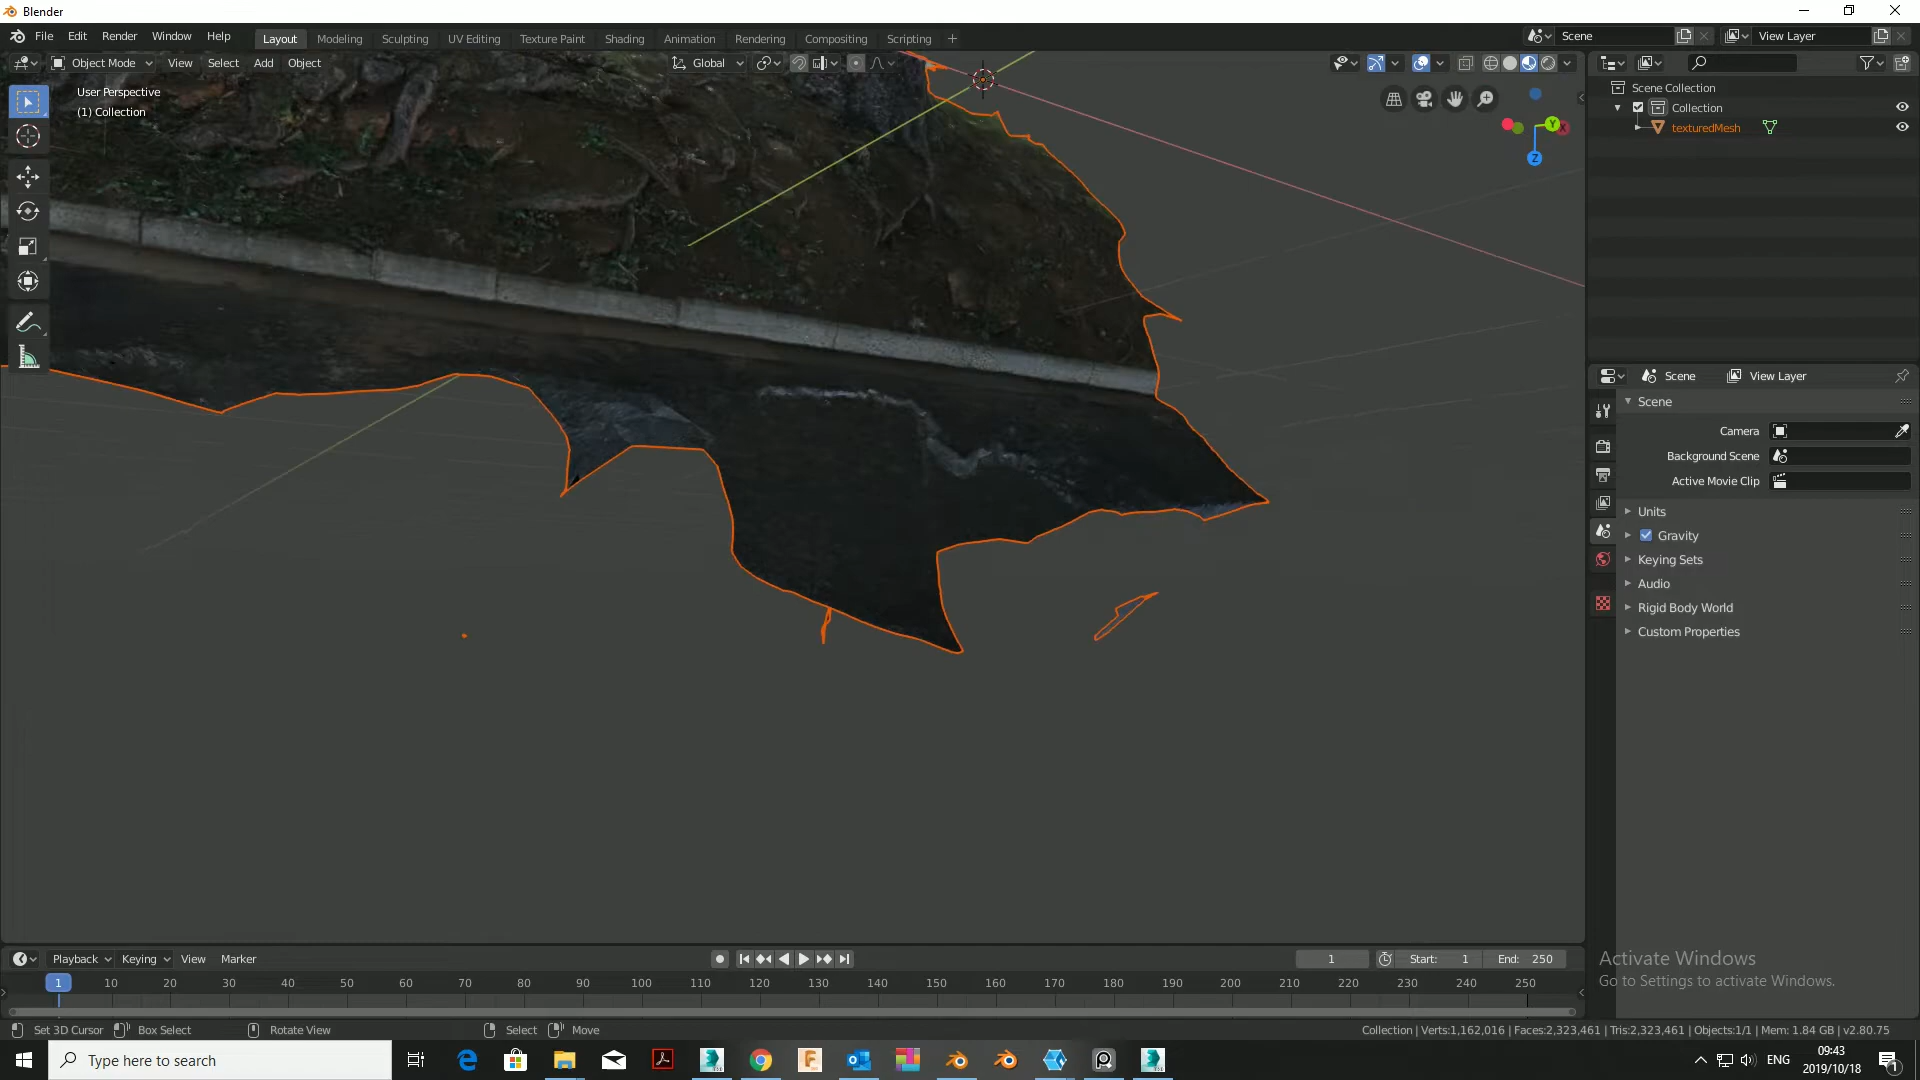 Blender
File Edit Render Window Help
Layout Modeling Sculpting UV Editing Texture Paint Shading Animation Rendering Compositing Scripting
Scene
View Layer
Object Mode View Select Add Object
Global
User Perspective
(1) Collection
Y
Z
Scene Collection
Collection
texturedMesh
Scene View Layer
Scene
Camera
Background Scene
Active Movie Clip
Units
Gravity
Keying Sets
Audio
Rigid Body World
Custom Properties
Playback Keying View Marker
1 Start: 1 End: 250
1 10 20 30 40 50 60 70 80 90 100 110 120 130 140 150 160 170 180 190 200 210 220 230 240 250
Activate Windows
Go to Settings to activate Windows.
Set 3D Cursor Box Select Rotate View Select Move
Collection | Verts:1,162,016 | Faces:2,323,461 | Tris:2,323,461 | Objects:1/1 | Mem: 1.84 GB | v2.80.75
Type here to search
ENG
09:43
2019/10/18
1